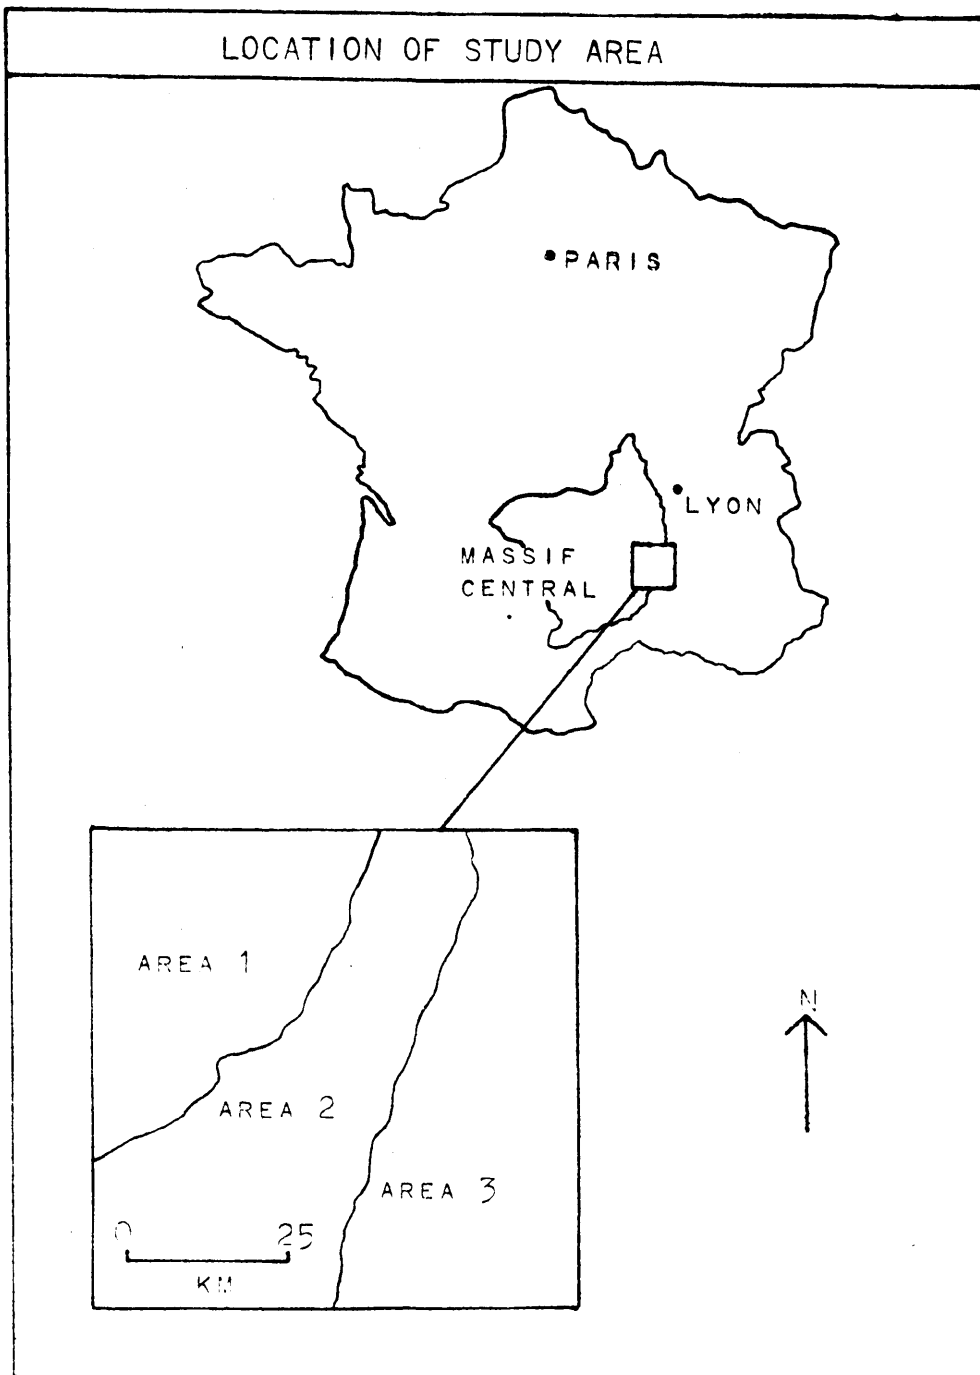 LOCATION OF STUDY AREA
PARIS
LYON
MASSIF
CENTRAL
AREA 1
N
AREA 2
AREA 3
0 25
KM